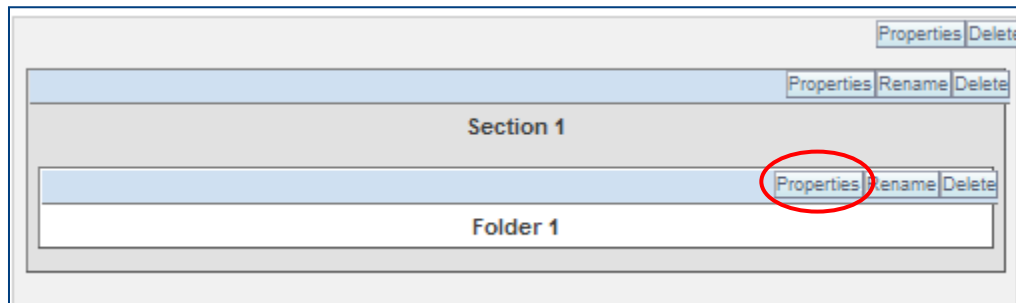 Properties Delete
Properties Rename Delete
Section 1
Properties Rename Delete
Folder 1